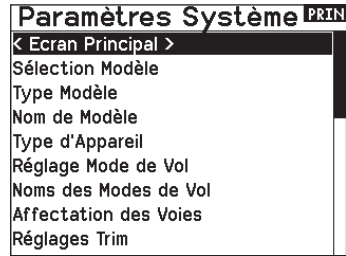 Paramètres Système PRIN
< Ecran Principal >
Sélection Modèle
Type Modèle
Nom de Modèle
Type d'Appareil
Réglage Mode de Vol
Noms des Modes de Vol
Affectation des Voies
Réglages Trim